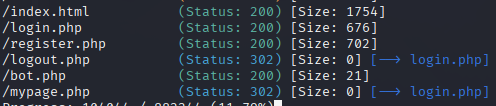 /index.html (Status: 200) [Size: 1754]
/login.php (Status: 200) [Size: 676]
/register.php (Status: 200) [Size: 702]
/logout.php (Status: 302) [Size: 0] [--> login.php]
/bot.php (Status: 200) [Size: 21]
/mypage.php (Status: 302) [Size: 0] [--> login.php]